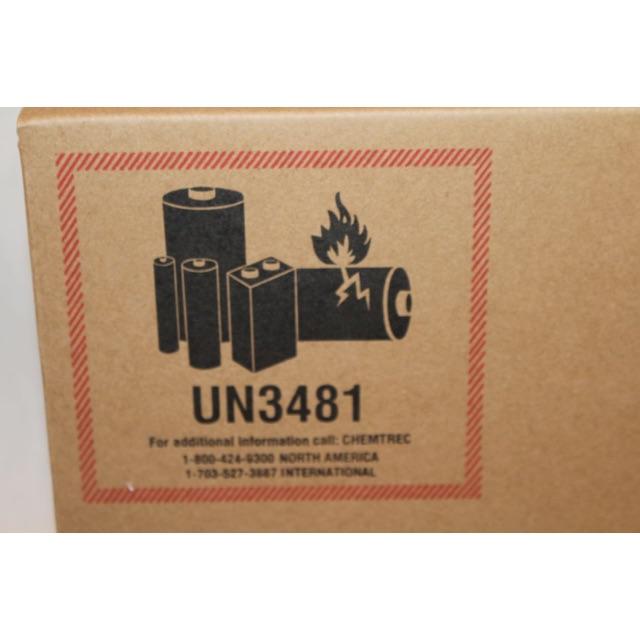 UN3481
For additional information call: CHEMTREC
1-800-424-9300 NORTH AMERICA
1-703-527-3887 INTERNATIONAL